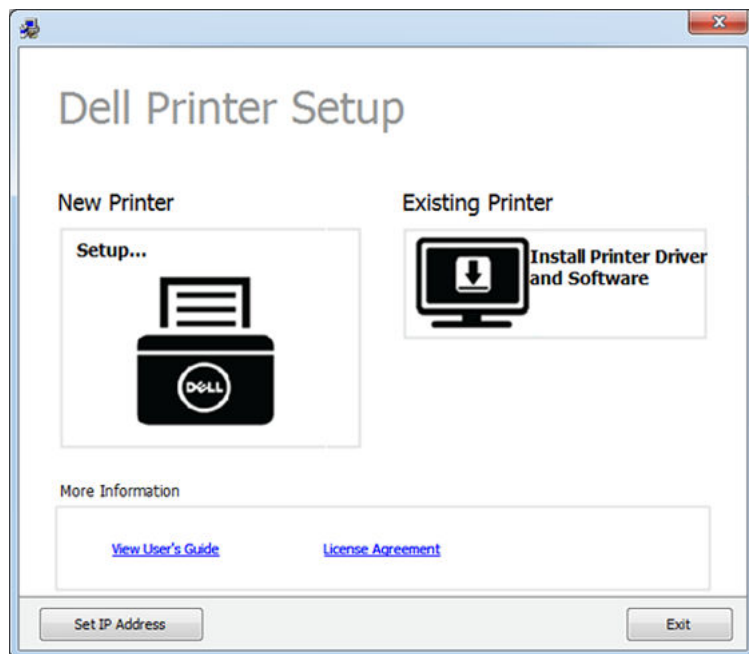 Dell Printer Setup
New Printer
Existing Printer
Setup...
Install Printer Driver
and Software
DELL
More Information
View User's Guide
License Agreement
Set IP Address
Exit